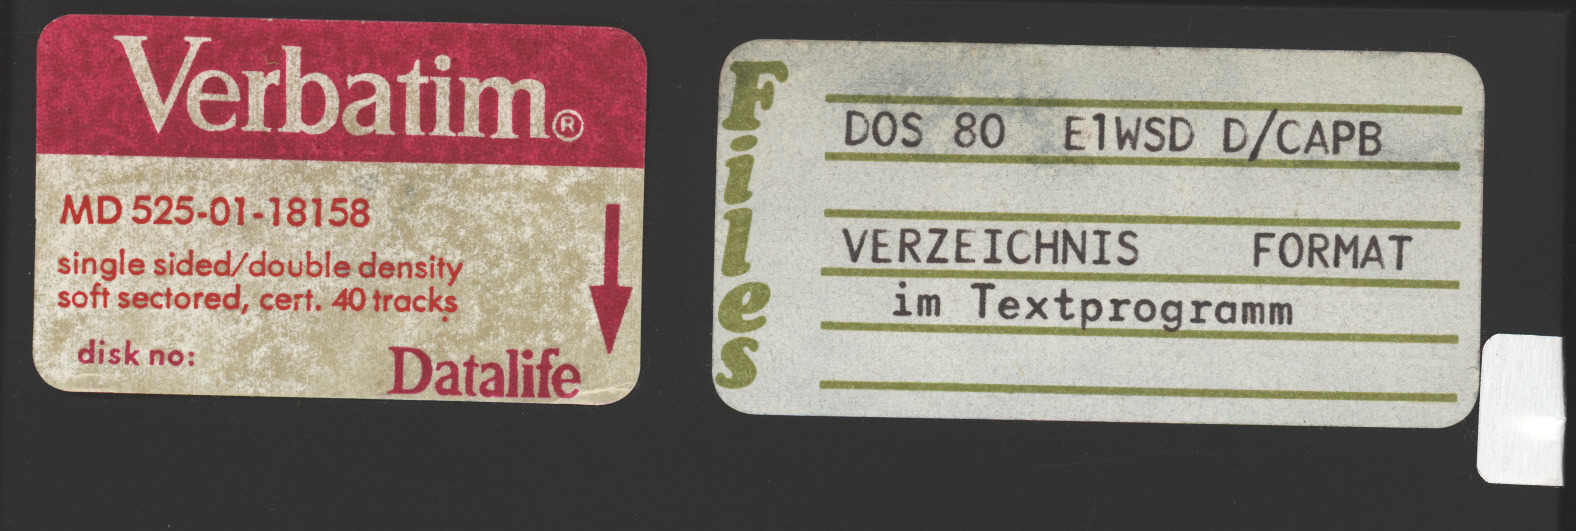 Verbatim®
MD 525-01-18158
single sided/double density
soft sectored, cert. 40 tracks
disk no:
Datalife
Files
DOS 80 E1WSD D/CAPB
VERZEICHNIS FORMAT
im Textprogramm